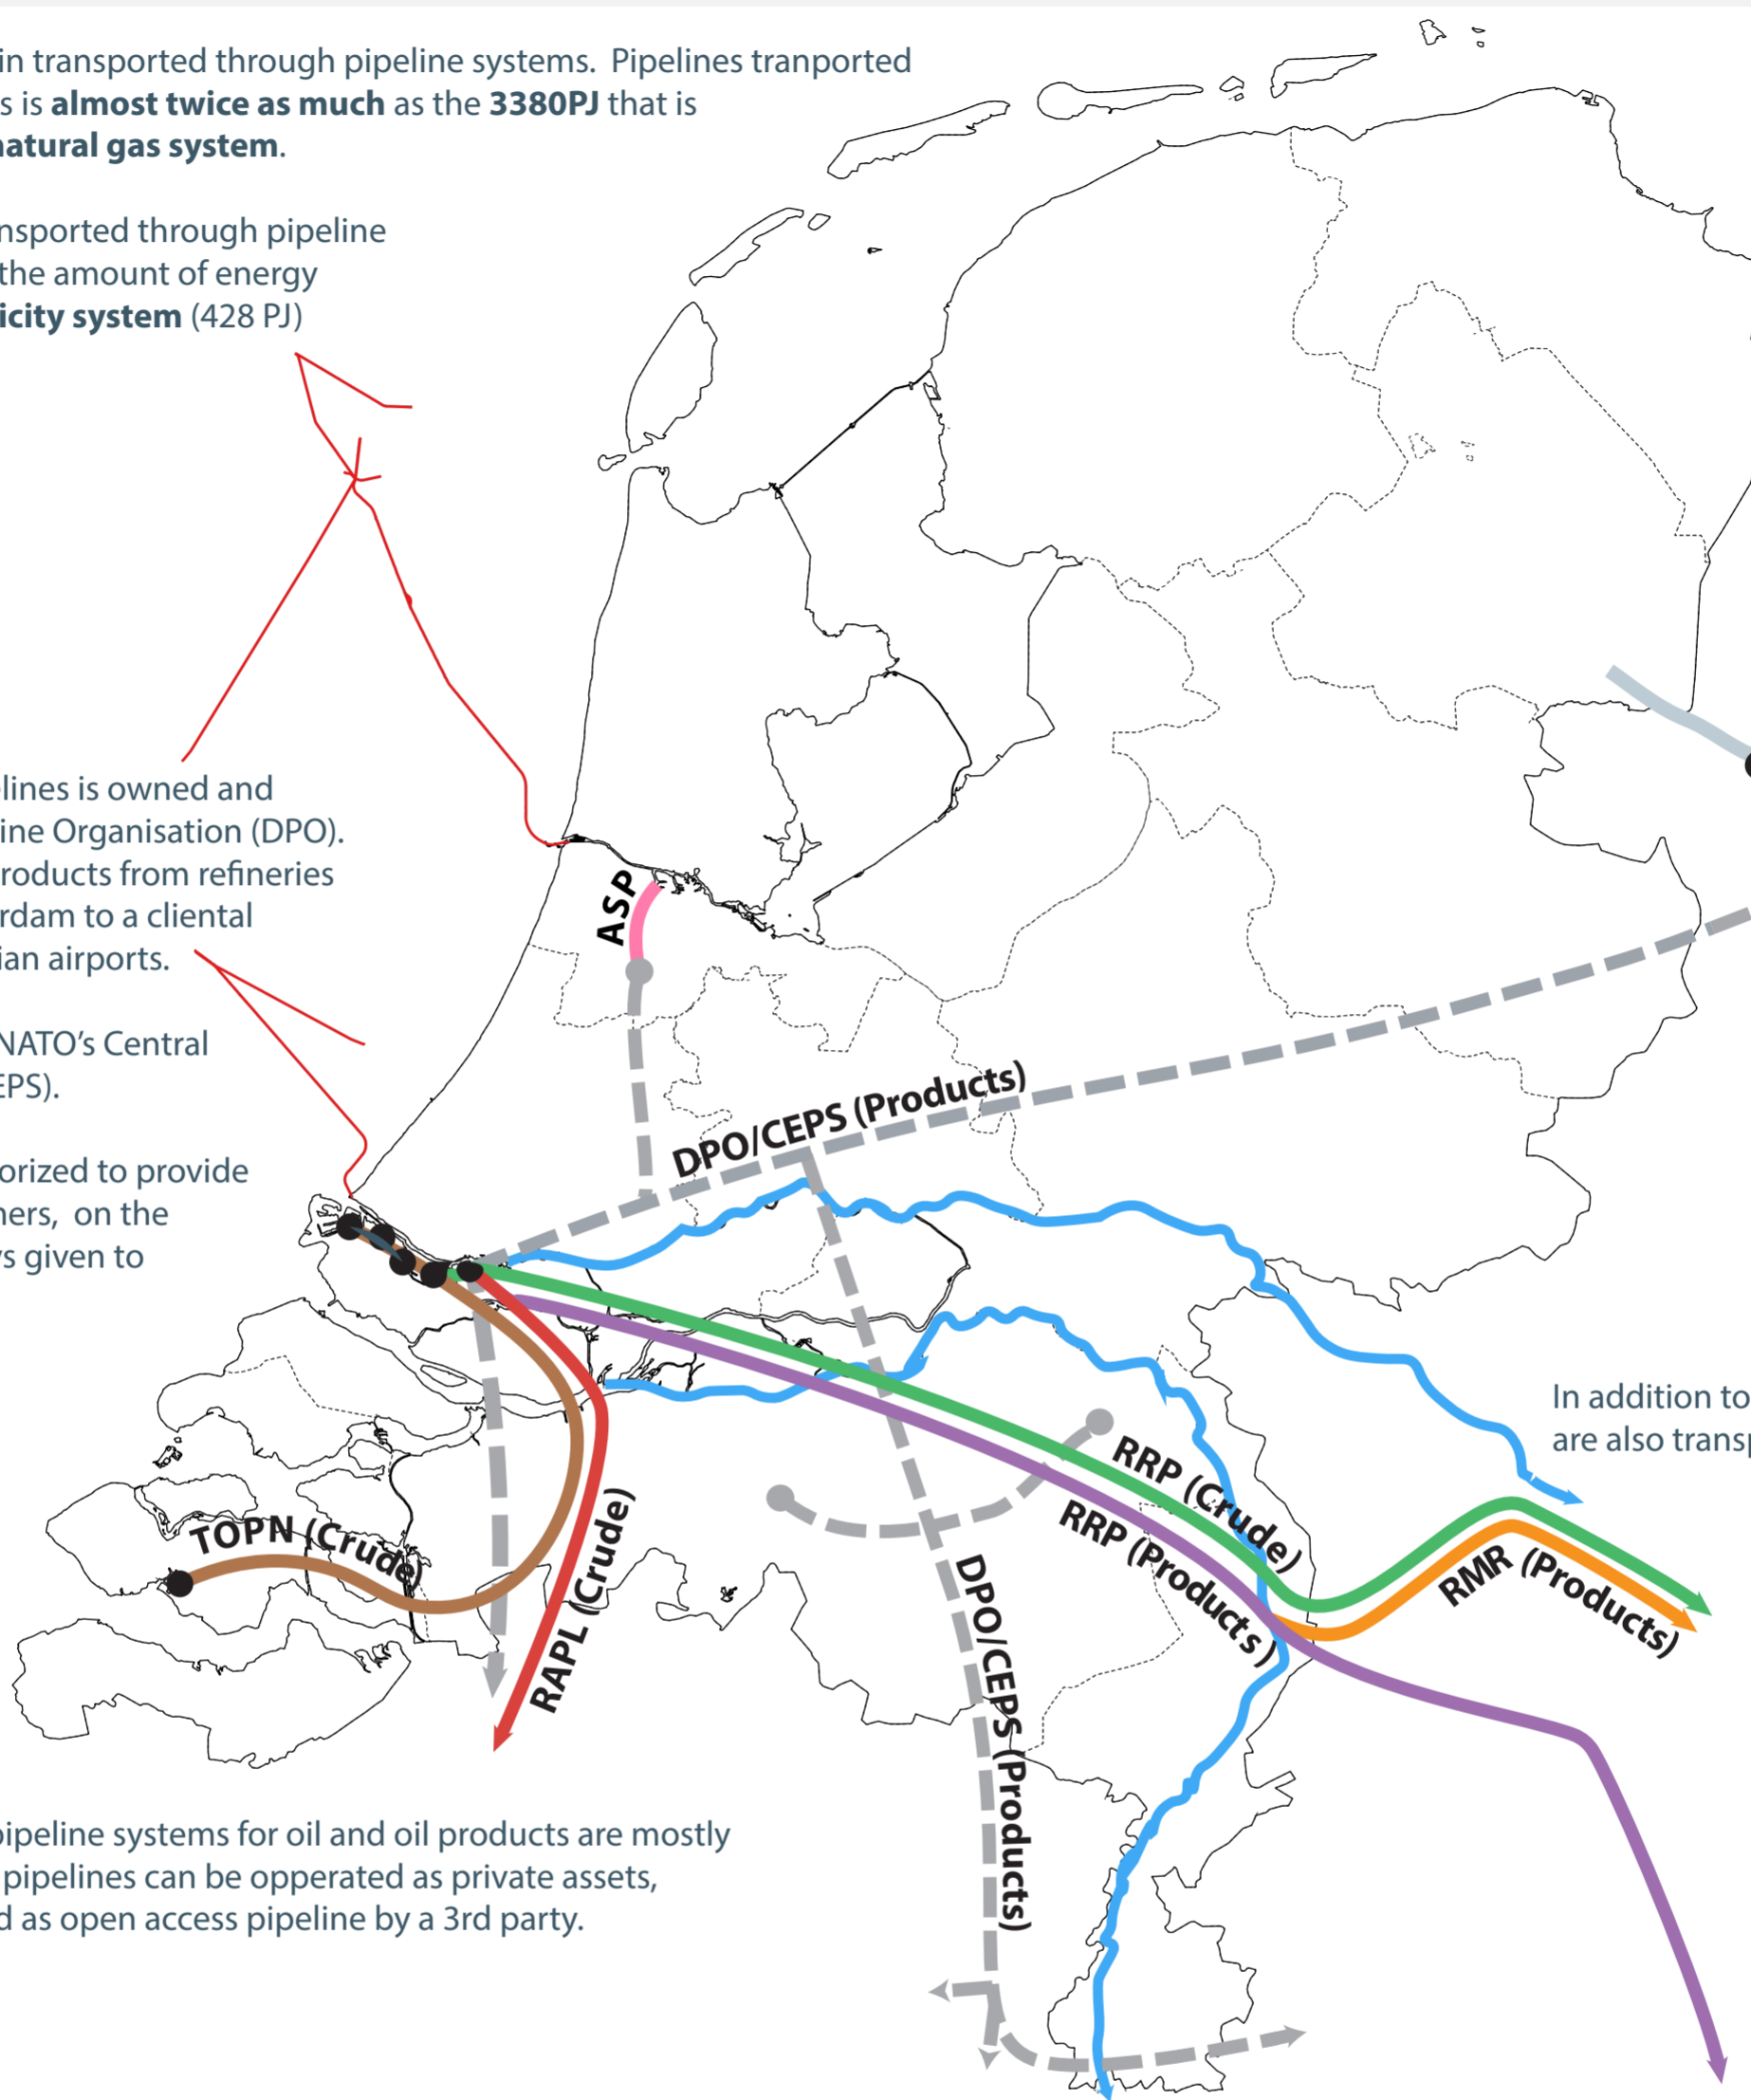 in transported through pipeline systems.  Pipelines tranported
s is almost twice as much as the 3380PJ that is
natural gas system.
nsported through pipeline
the amount of energy
icity system (428 PJ)
lines is owned and
ine Organisation (DPO).
roducts from refineries
rdam to a cliental
ian airports.
NATO's Central
EPS).
orized to provide
ners,  on the
s given to
ASP
DPO/CEPS (Products)
In addition to
are also transp
TOPN (Crude)
RAPL (Crude)
RRP (Crude)
RRP (Products)
RMR (Products)
DPO/CEPS (Products)
pipeline systems for oil and oil products are mostly
pipelines can be opperated as private assets,
d as open access pipeline by a 3rd party.